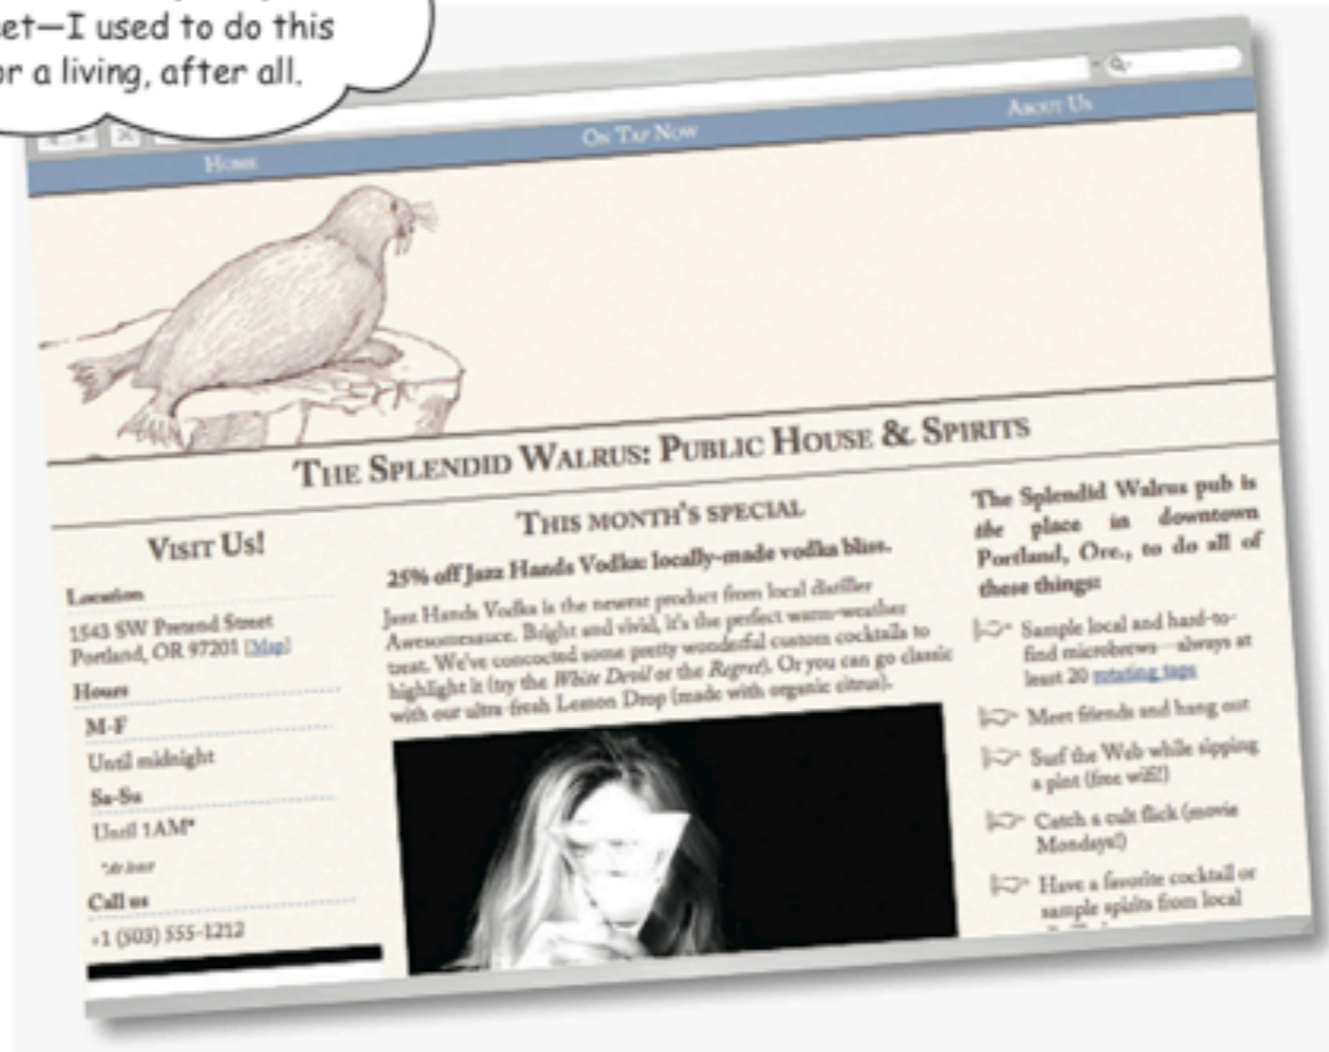 et—I used to do this
or a living, after all.
Home
On Tap Now
About Us
The Splendid Walrus: Public House & Spirits
Visit Us!
Location
1543 SW Pretend Street
Portland, OR 97201 [Map]
Hours
M-F
Until midnight
Sa-Su
Until 1AM*
*At least
Call us
+1 (503) 555-1212
This month's special
25% off Jazz Hands Vodka: locally-made vodka bliss.
Jazz Hands Vodka is the newest product from local distiller
Awesomesauce. Bright and vivid, it's the perfect warm-weather
treat. We've concocted some pretty wonderful custom cocktails to
highlight it (try the White Devil or the Regret). Or you can go classic
with our ultra-fresh Lemon Drop (made with organic citrus).
The Splendid Walrus pub is
the place in downtown
Portland, Ore., to do all of
these things:
Sample local and hard-to-
find microbrews—always at
least 20 rotating taps
Meet friends and hang out
Surf the Web while sipping
a pint (free wifi!)
Catch a cult flick (movie
Mondays!)
Have a favorite cocktail or
sample spirits from local